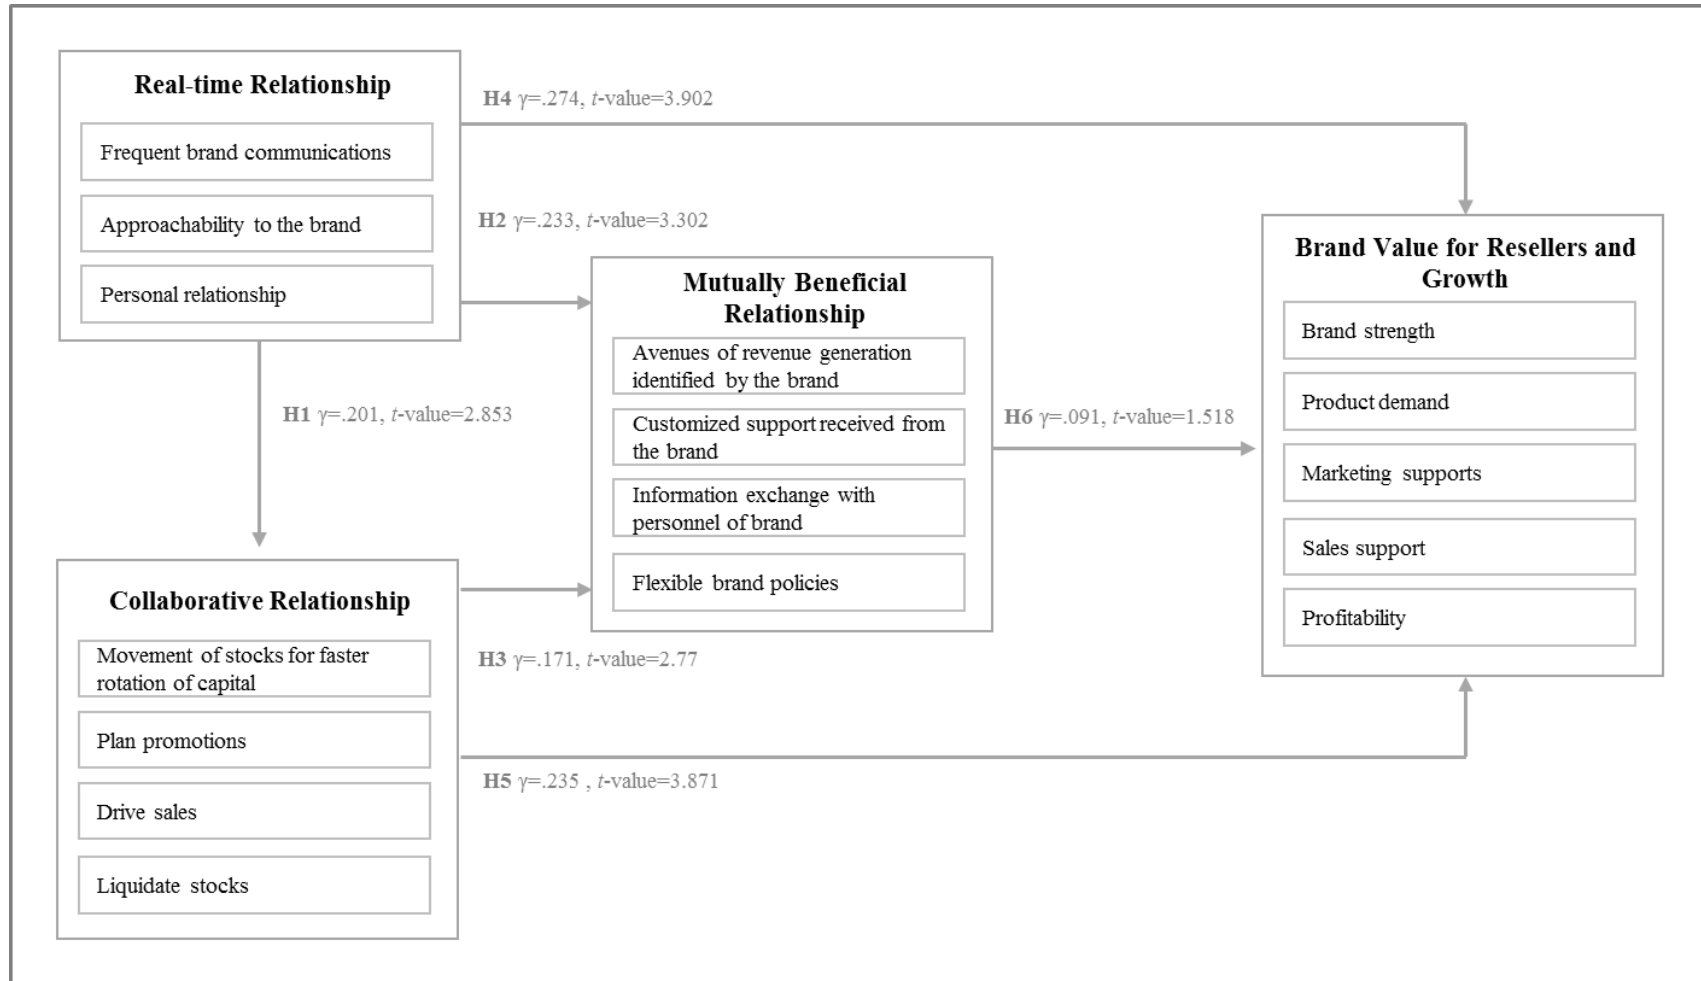 Real-time Relationship
Frequent brand communications
Approachability to the brand
Personal relationship
H4 γ=.274, t-value=3.902
H2 γ=.233, t-value=3.302
H1 γ=.201, t-value=2.853
Mutually Beneficial
Relationship
Avenues of revenue generation
identified by the brand
Customized support received from
the brand
Information exchange with
personnel of brand
Flexible brand policies
H6 γ=.091, t-value=1.518
Brand Value for Resellers and
Growth
Brand strength
Product demand
Marketing supports
Sales support
Profitability
Collaborative Relationship
Movement of stocks for faster
rotation of capital
Plan promotions
Drive sales
Liquidate stocks
H3 γ=.171, t-value=2.77
H5 γ=.235 , t-value=3.871